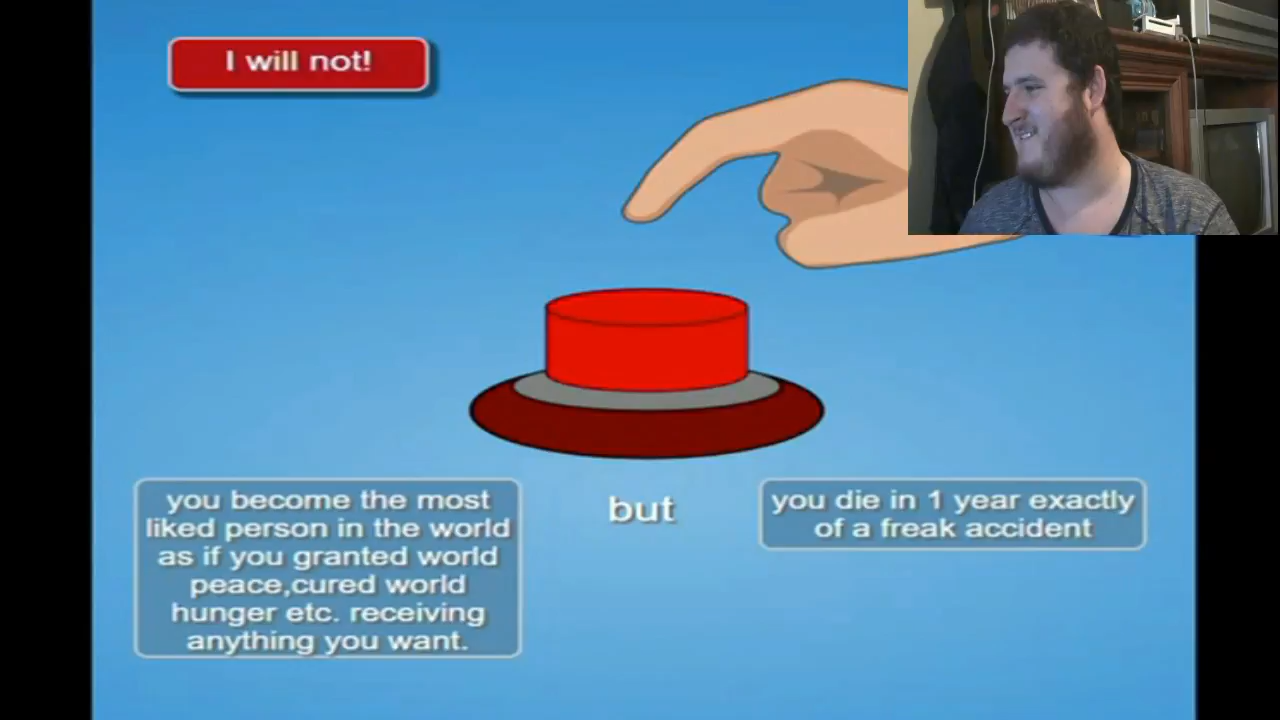 I will not!
you become the most
liked person in the world
as if you granted world
peace,cured world
hunger etc. receiving
anything you want.
but
you die in 1 year exactly
of a freak accident